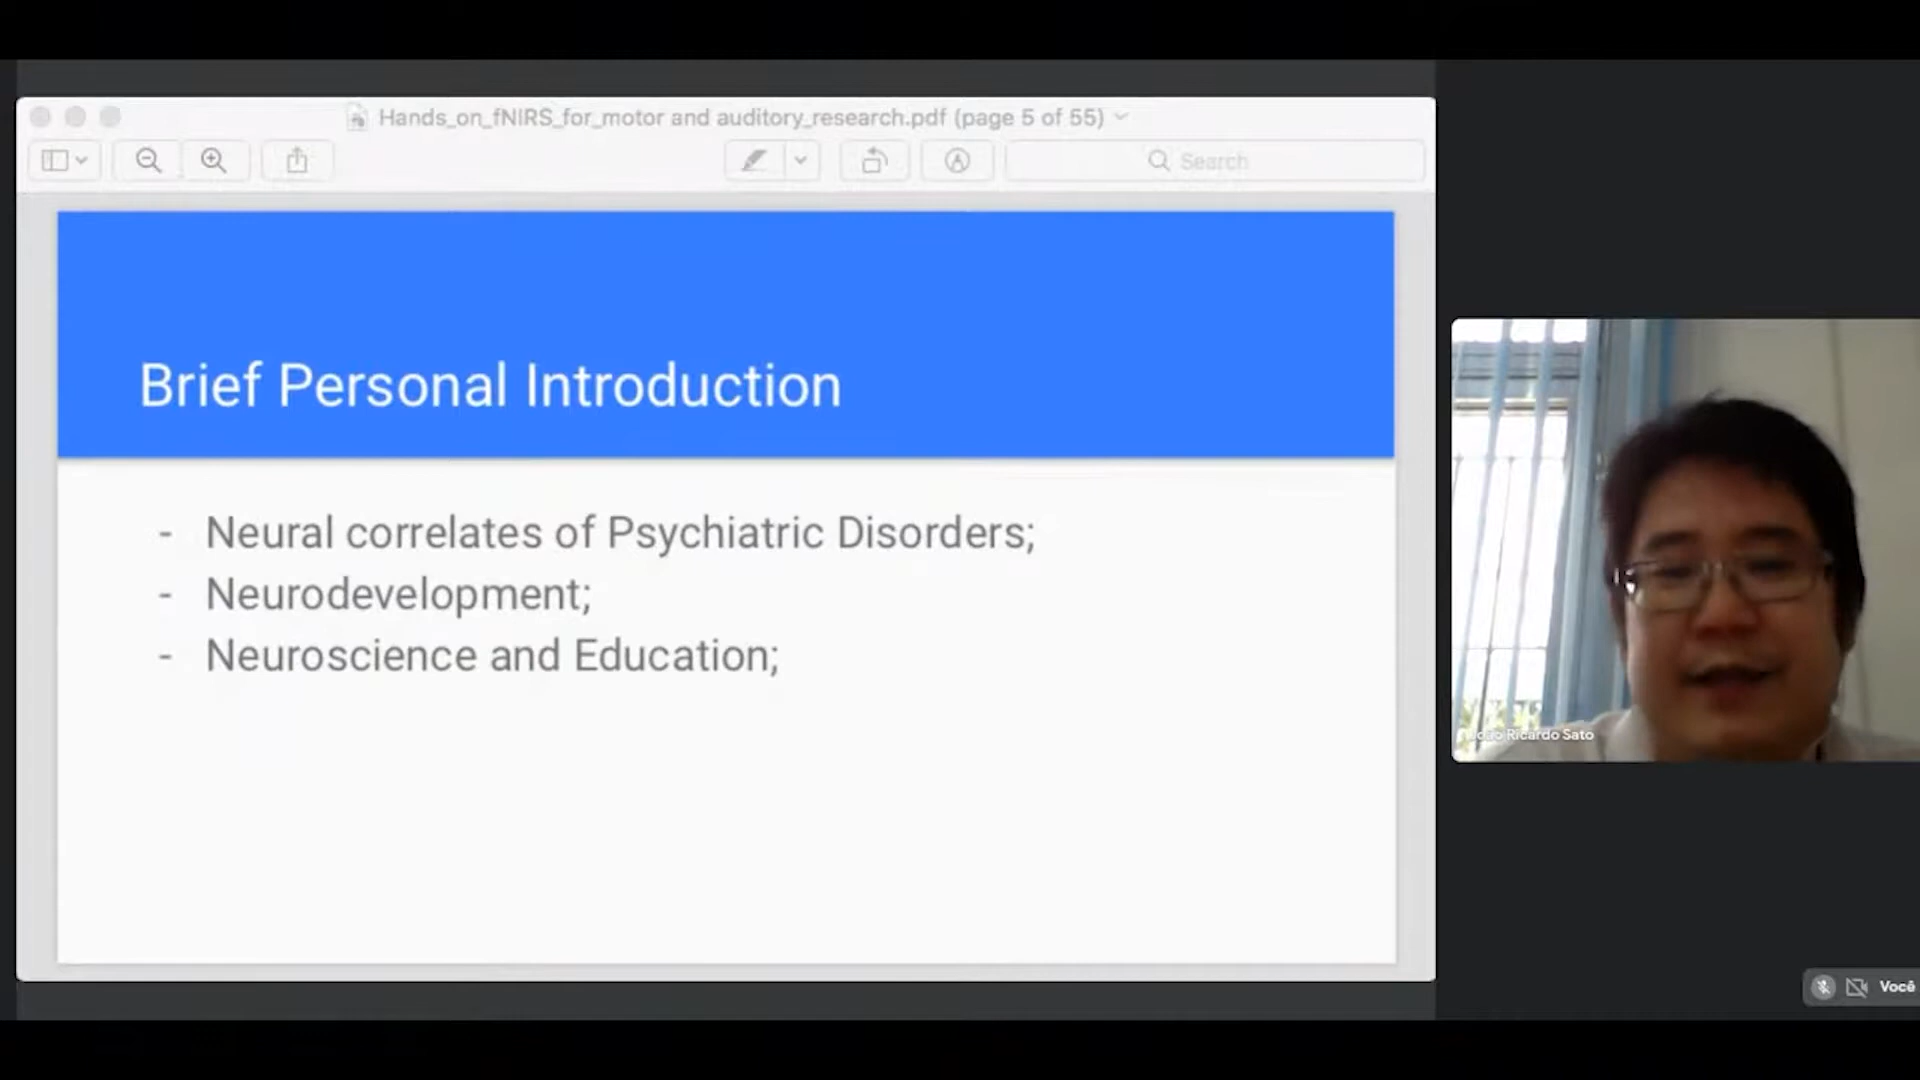 Hands_on_fNIRS_for_motor and auditory_research.pdf (page 5 of 55)
Search
Brief Personal Introduction
- Neural correlates of Psychiatric Disorders;
- Neurodevelopment;
- Neuroscience and Education;
João Ricardo Sato
Você